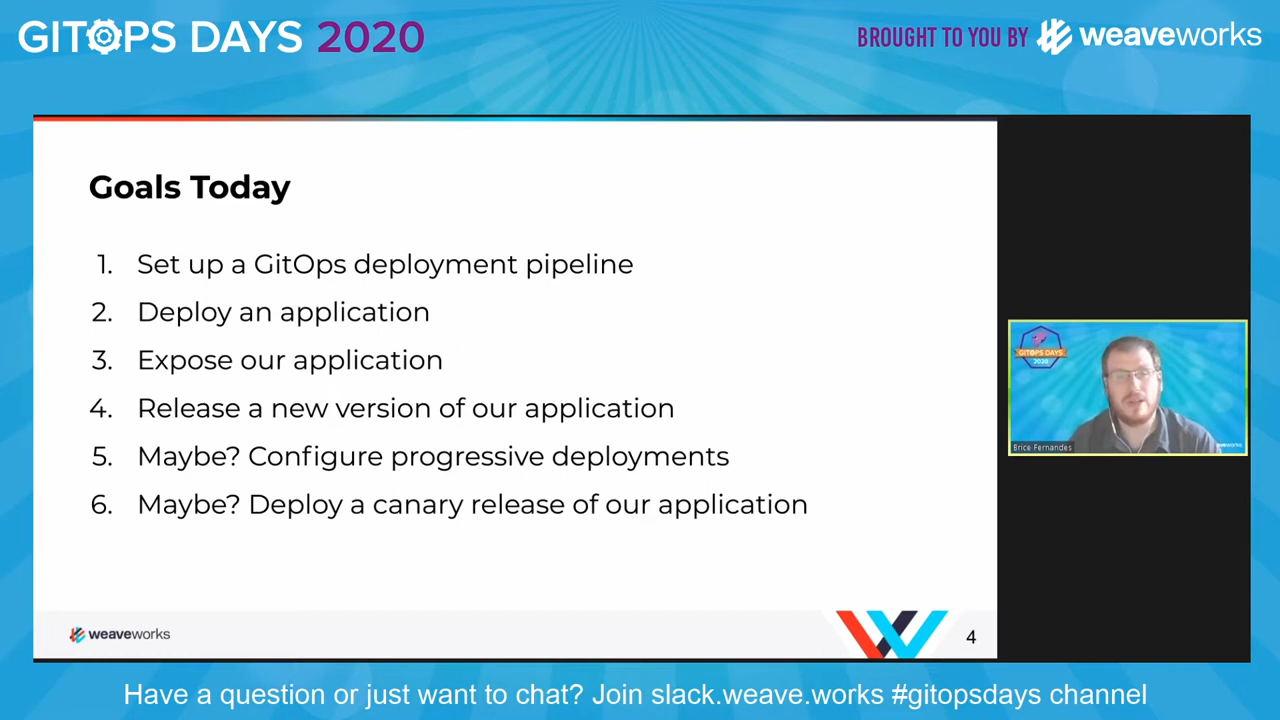 GITOPS DAYS 2020
BROUGHT TO YOU BY weaveworks
Goals Today
1. Set up a GitOps deployment pipeline
2. Deploy an application
3. Expose our application
4. Release a new version of our application
5. Maybe? Configure progressive deployments
6. Maybe? Deploy a canary release of our application
GITOPS DAYS
2020
Brice Fernandes
weaveworks
4
Have a question or just want to chat? Join slack.weave.works #gitopsdays channel